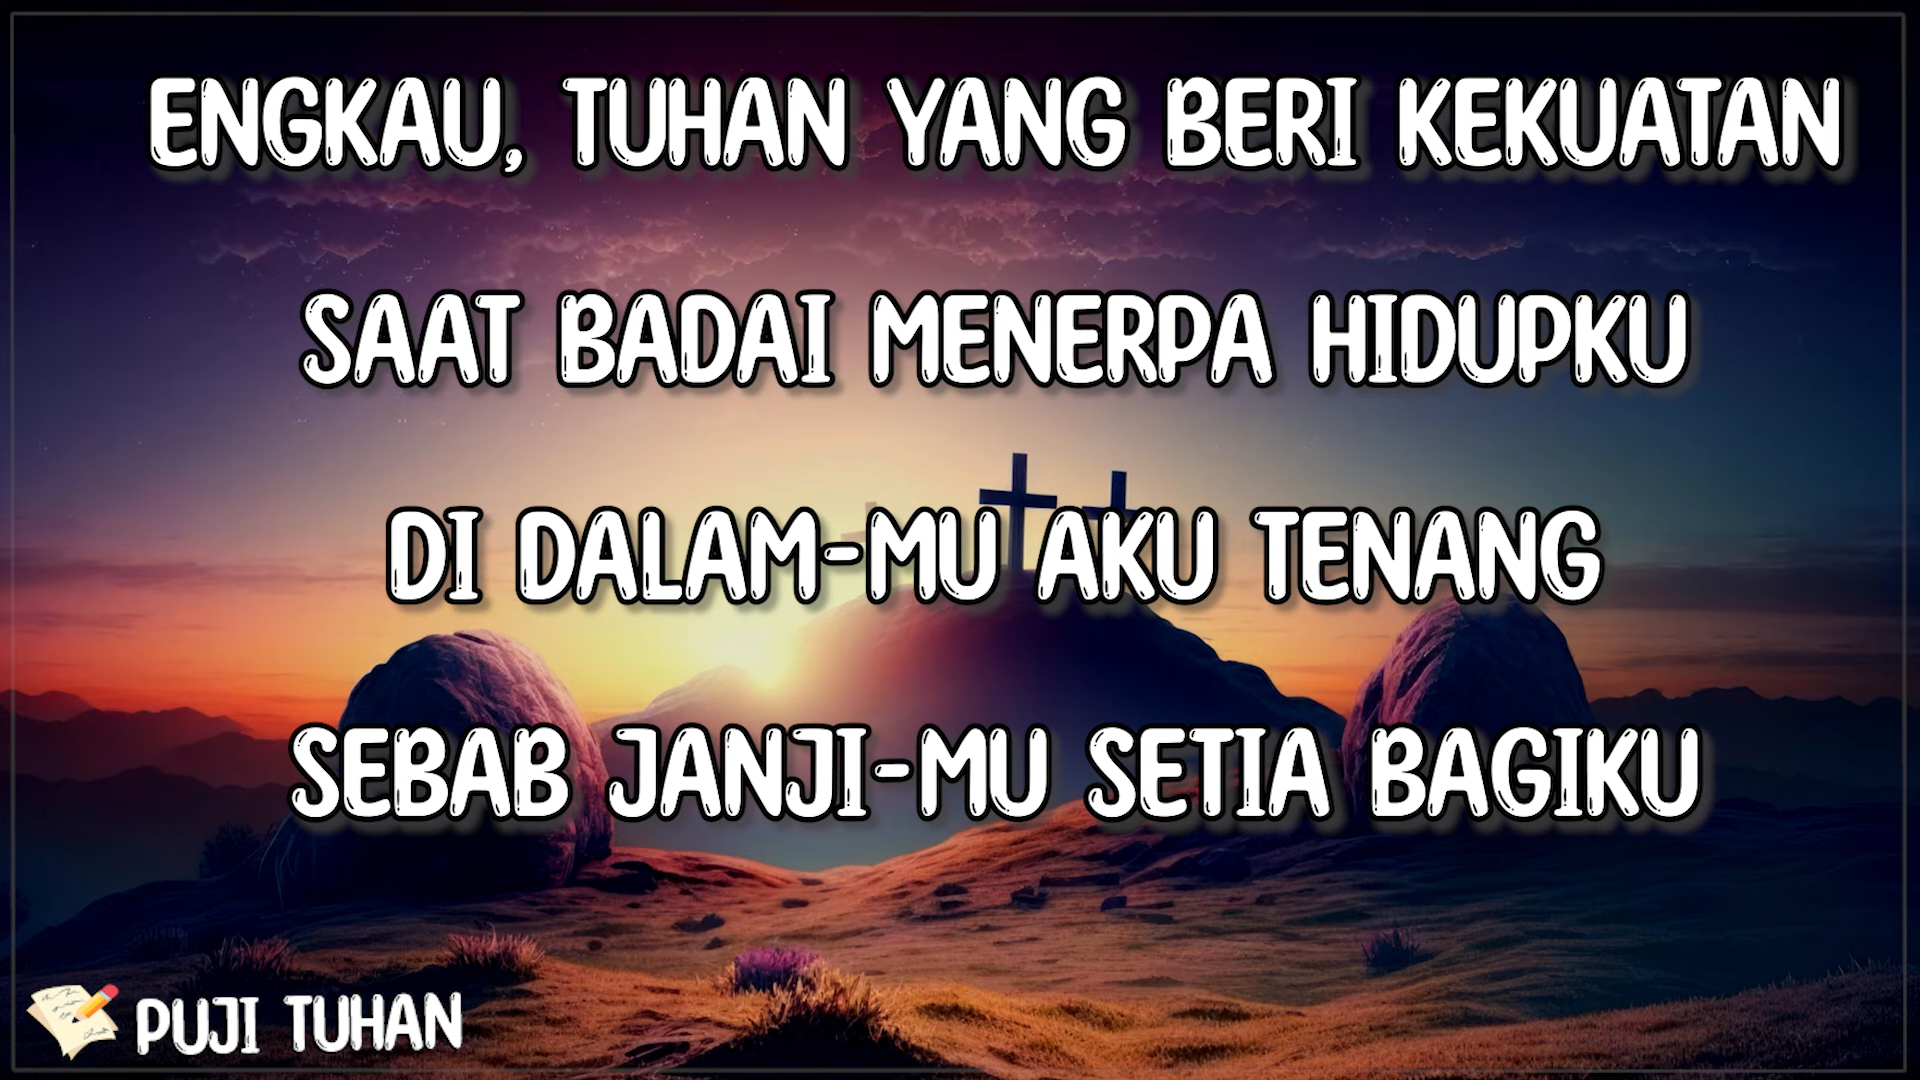 ENGKAU, TUHAN YANG BERI KEKUATAN
SAAT BADAI MENERPA HIDUPKU
DI DALAM-MU AKU TENANG
SEBAB JANJI-MU SETIA BAGIKU
PUJI TUHAN